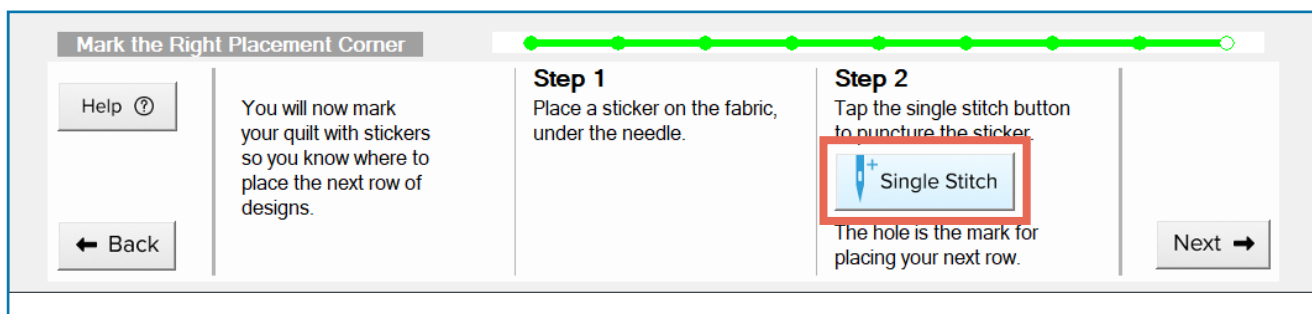 Mark the Right Placement Corner
Help
You will now mark
your quilt with stickers
so you know where to
place the next row of
designs.
Back
Step 1
Place a sticker on the fabric,
under the needle.
Step 2
Tap the single stitch button
to puncture the sticker.
Single Stitch
The hole is the mark for
placing your next row.
Next